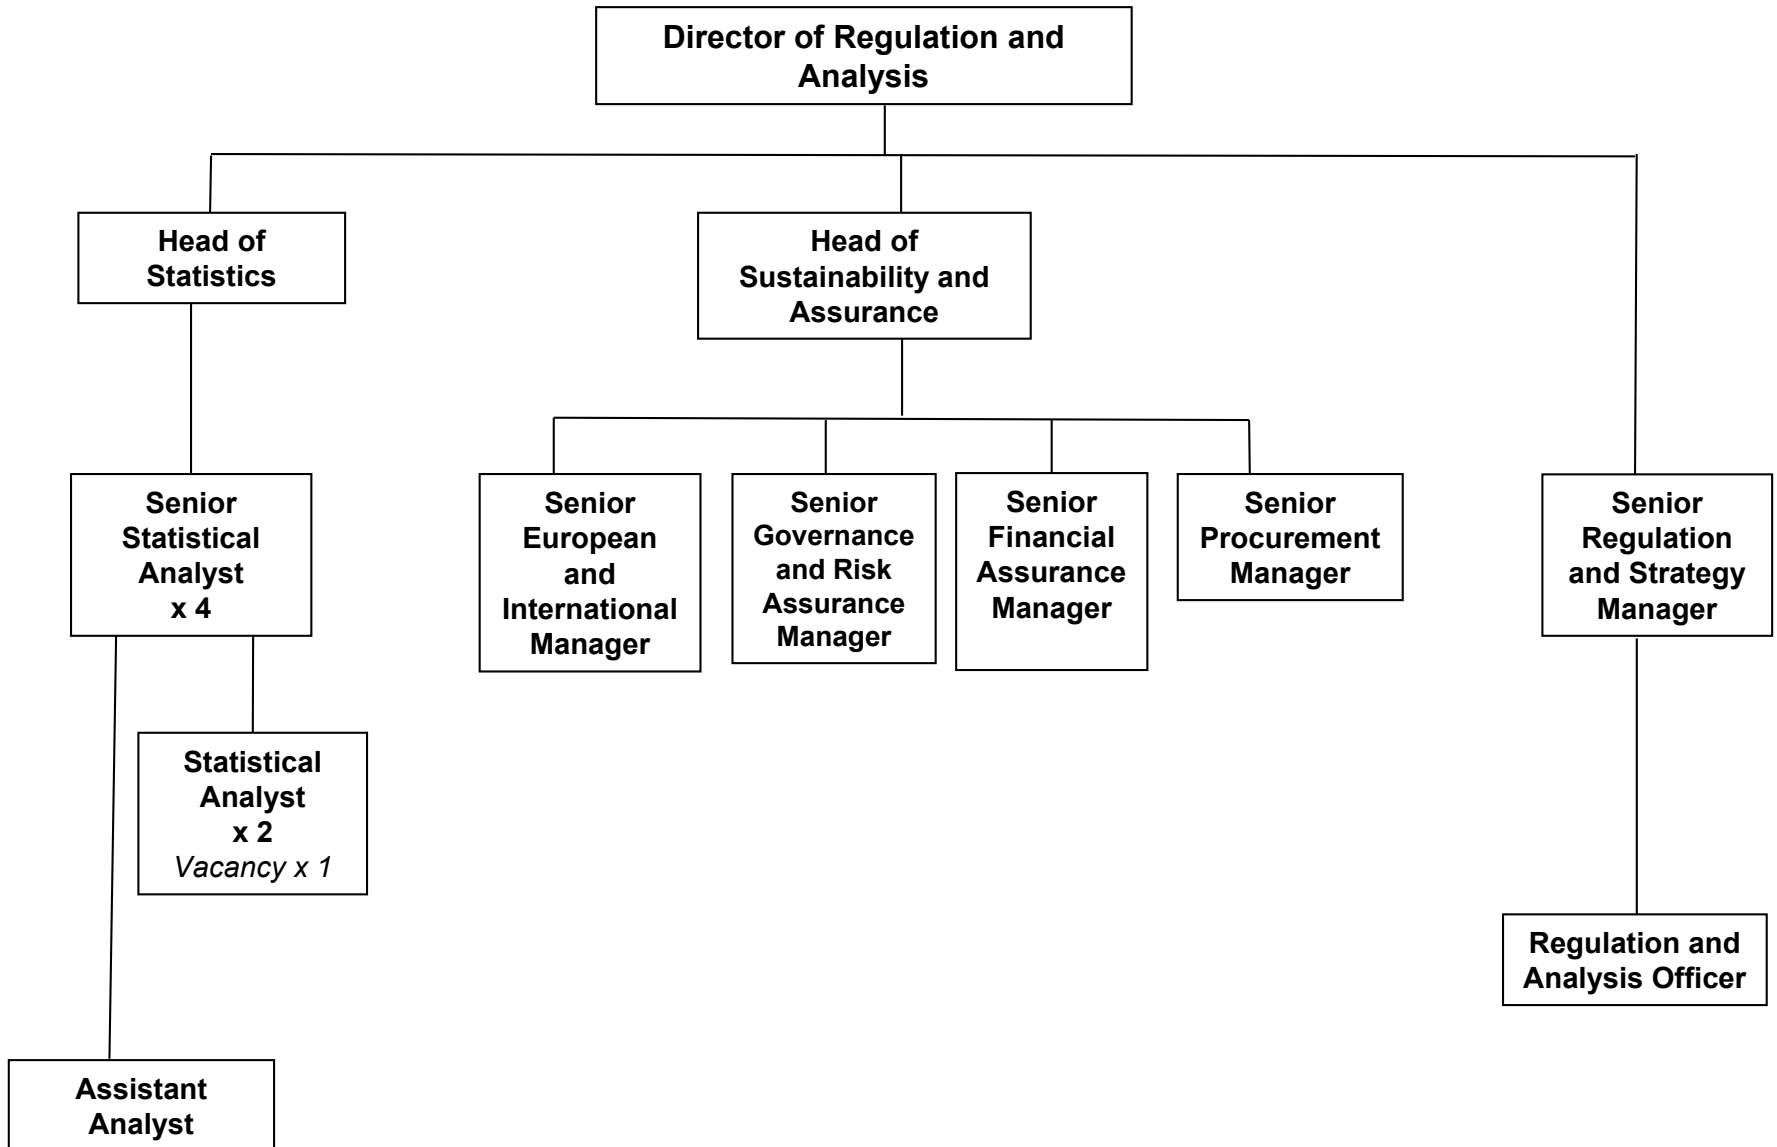 Director of Regulation and
Analysis
Head of
Statistics
Head of
Sustainability and
Assurance
Senior
Statistical
Analyst
x 4
Senior
European
and
International
Manager
Senior
Governance
and Risk
Assurance
Manager
Senior
Financial
Assurance
Manager
Senior
Procurement
Manager
Senior
Regulation
and Strategy
Manager
Statistical
Analyst
x 2
Vacancy x 1
Regulation and
Analysis Officer
Assistant
Analyst